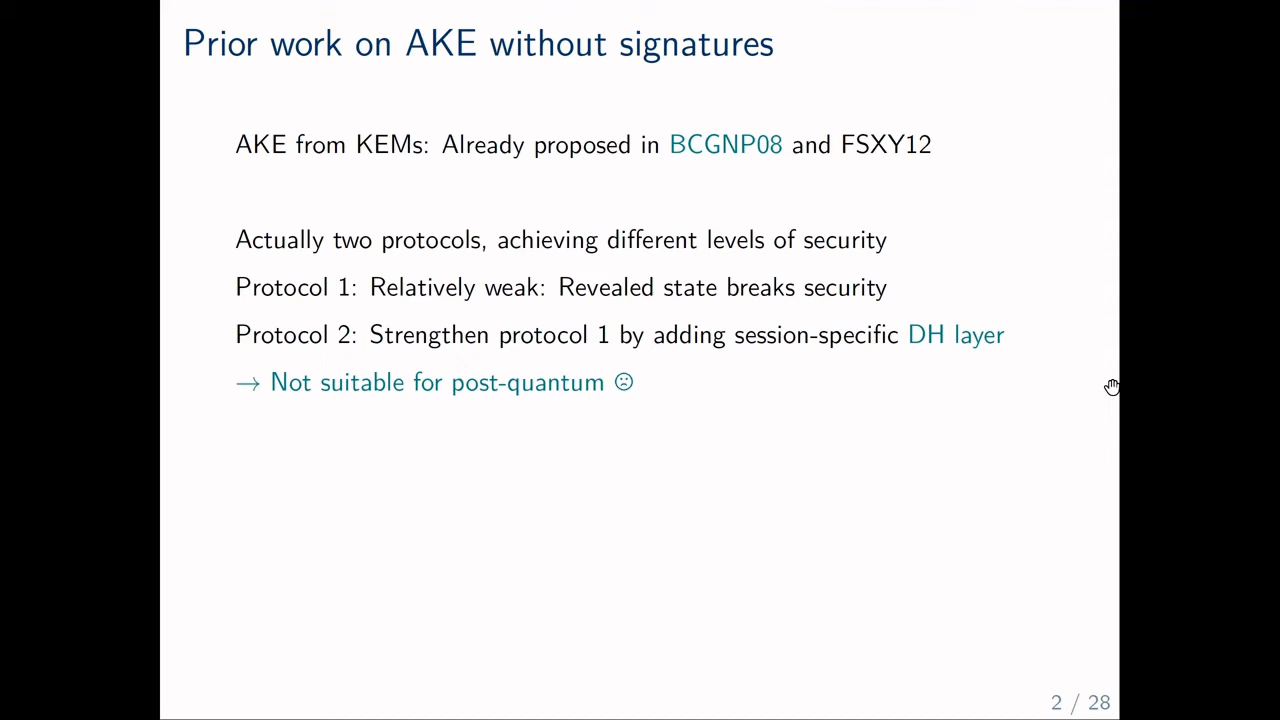 Prior work on AKE without signatures
AKE from KEMs: Already proposed in BCGNP08 and FSXY12
Actually two protocols, achieving different levels of security
Protocol 1: Relatively weak: Revealed state breaks security
Protocol 2: Strengthen protocol 1 by adding session-specific DH layer
→ Not suitable for post-quantum ☹
2 / 28